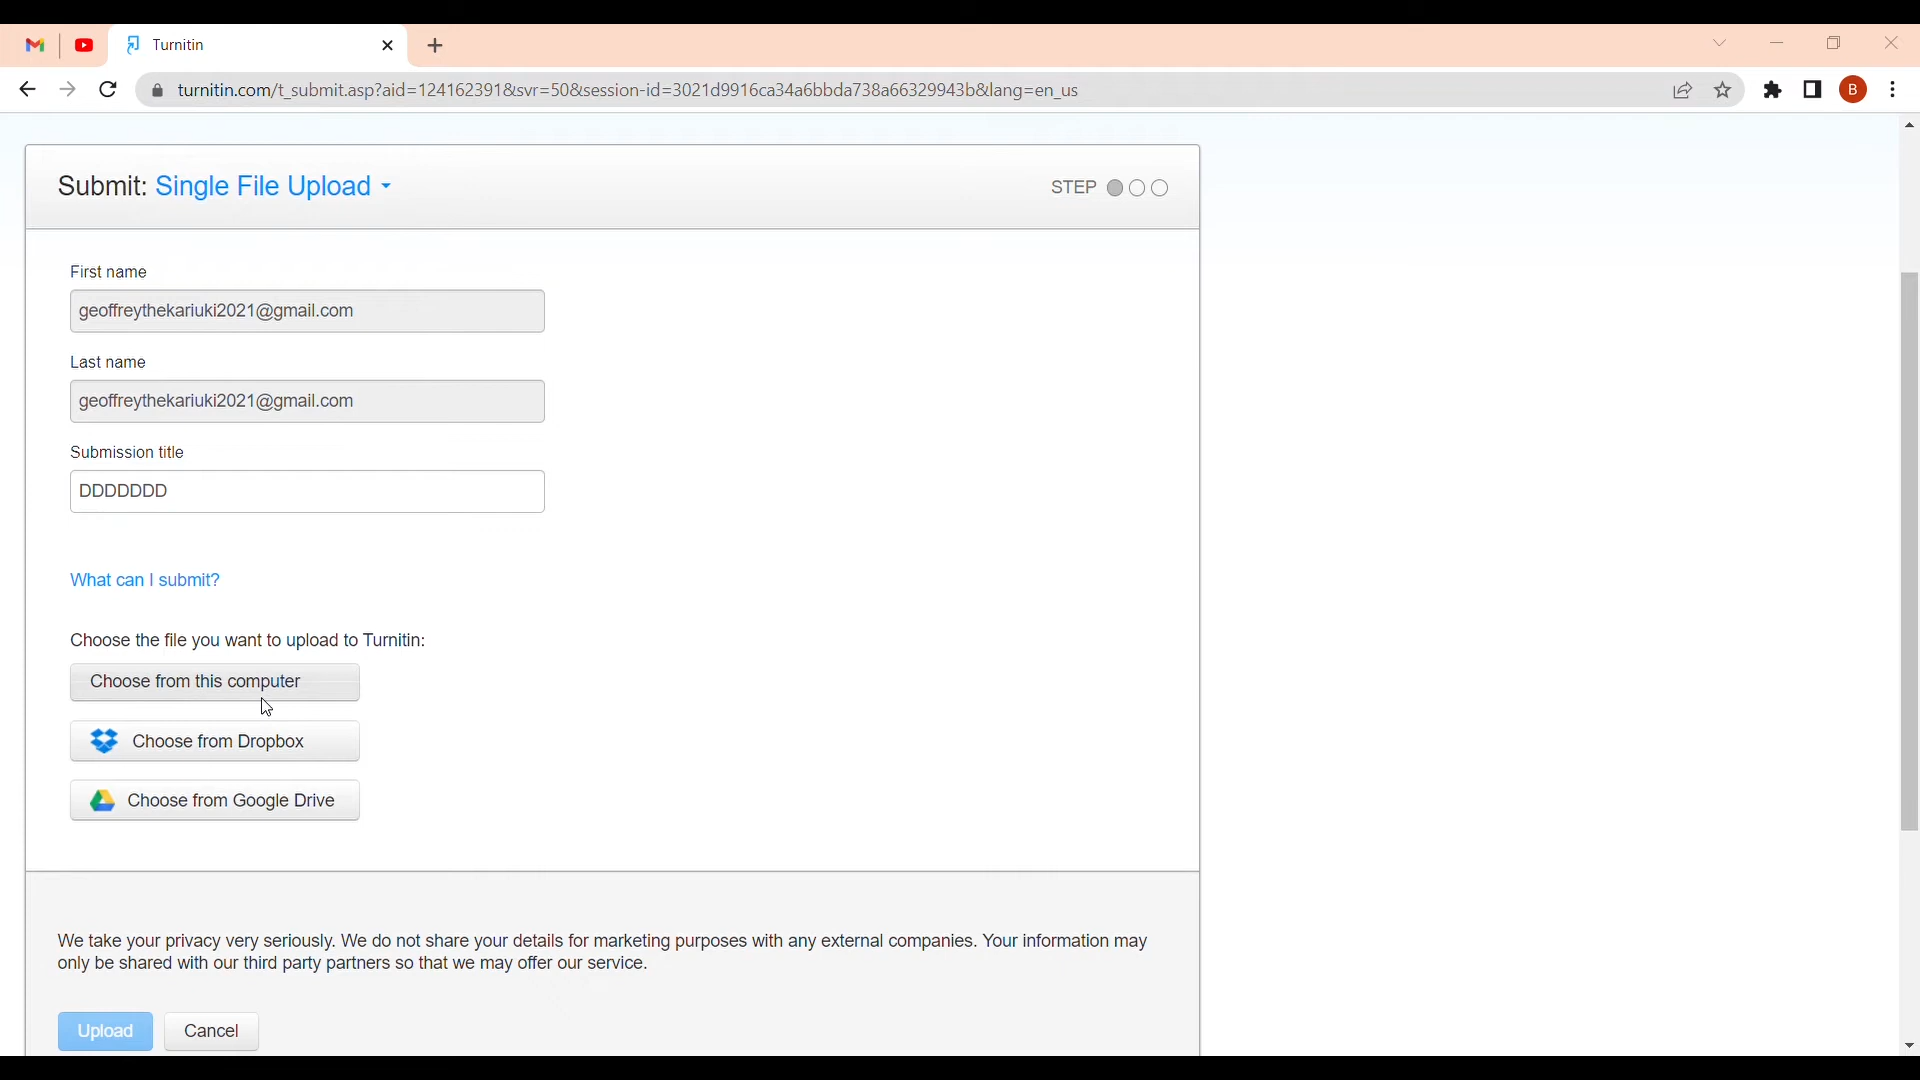 Turnitin
turnitin.com/t_submit.asp?aid=124162391&svr=50&session-id=3021d9916ca34a6bbda738a66329943b&lang=en_us
B
Submit: Single File Upload
STEP
First name
geoffreythekariuki2021@gmail.com
Last name
geoffreythekariuki2021@gmail.com
Submission title
DDDDDDD
What can I submit?
Choose the file you want to upload to Turnitin:
Choose from this computer
Choose from Dropbox
Choose from Google Drive
We take your privacy very seriously. We do not share your details for marketing purposes with any external companies. Your information may
only be shared with our third party partners so that we may offer our service.
Upload Cancel